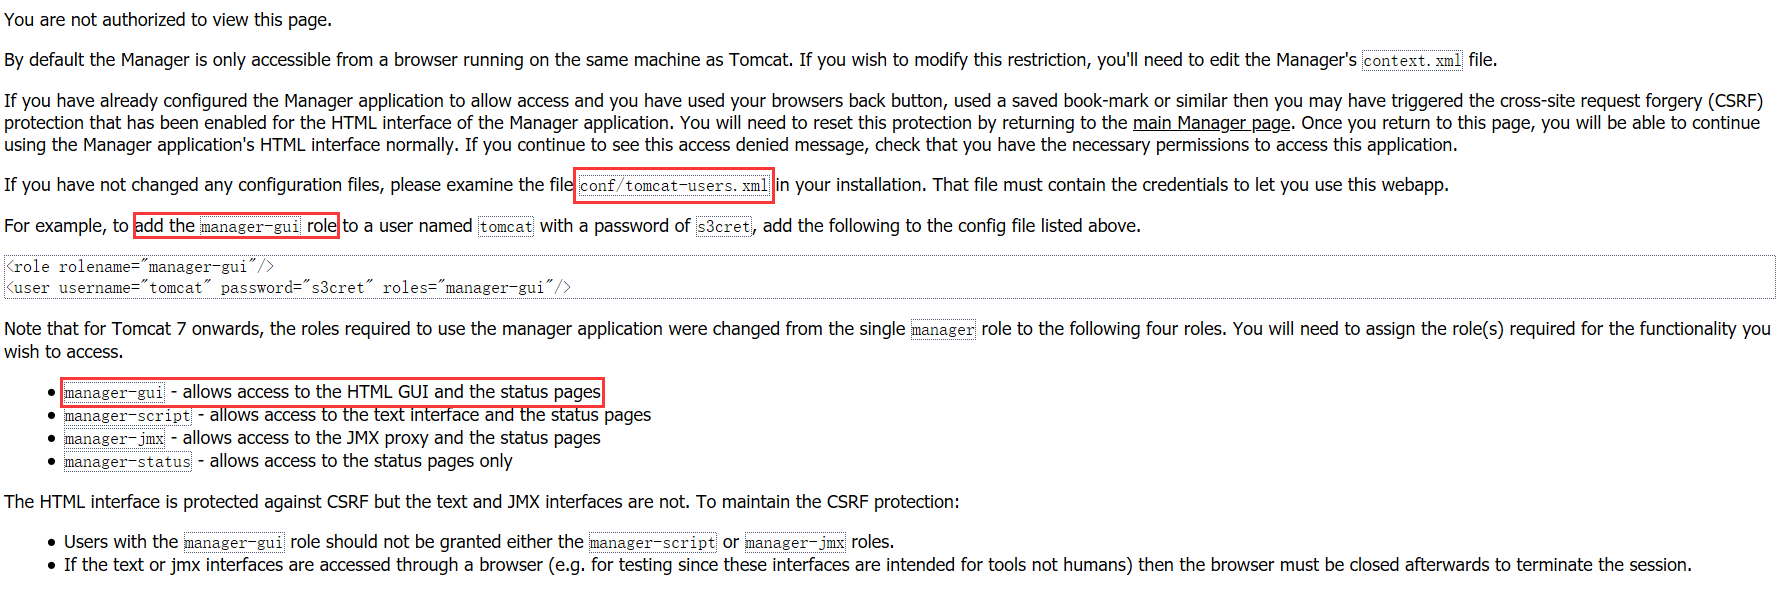 You are not authorized to view this page.
By default the Manager is only accessible from a browser running on the same machine as Tomcat. If you wish to modify this restriction, you'll need to edit the Manager's context.xml file.
If you have already configured the Manager application to allow access and you have used your browsers back button, used a saved book-mark or similar then you may have triggered the cross-site request forgery (CSRF)
protection that has been enabled for the HTML interface of the Manager application. You will need to reset this protection by returning to the main Manager page. Once you return to this page, you will be able to continue
using the Manager application's HTML interface normally. If you continue to see this access denied message, check that you have the necessary permissions to access this application.
If you have not changed any configuration files, please examine the file conf/tomcat-users.xml in your installation. That file must contain the credentials to let you use this webapp.
For example, to add the manager-gui role to a user named tomcat with a password of s3cret, add the following to the config file listed above.
<role rolename="manager-gui"/>
<user username="tomcat" password="s3cret" roles="manager-gui"/>
Note that for Tomcat 7 onwards, the roles required to use the manager application were changed from the single manager role to the following four roles. You will need to assign the role(s) required for the functionality you
wish to access.
• manager-gui - allows access to the HTML GUI and the status pages
• manager-script - allows access to the text interface and the status pages
• manager-jmx - allows access to the JMX proxy and the status pages
• manager-status - allows access to the status pages only
The HTML interface is protected against CSRF but the text and JMX interfaces are not. To maintain the CSRF protection:
• Users with the manager-gui role should not be granted either the manager-script or manager-jmx roles.
• If the text or jmx interfaces are accessed through a browser (e.g. for testing since these interfaces are intended for tools not humans) then the browser must be closed afterwards to terminate the session.